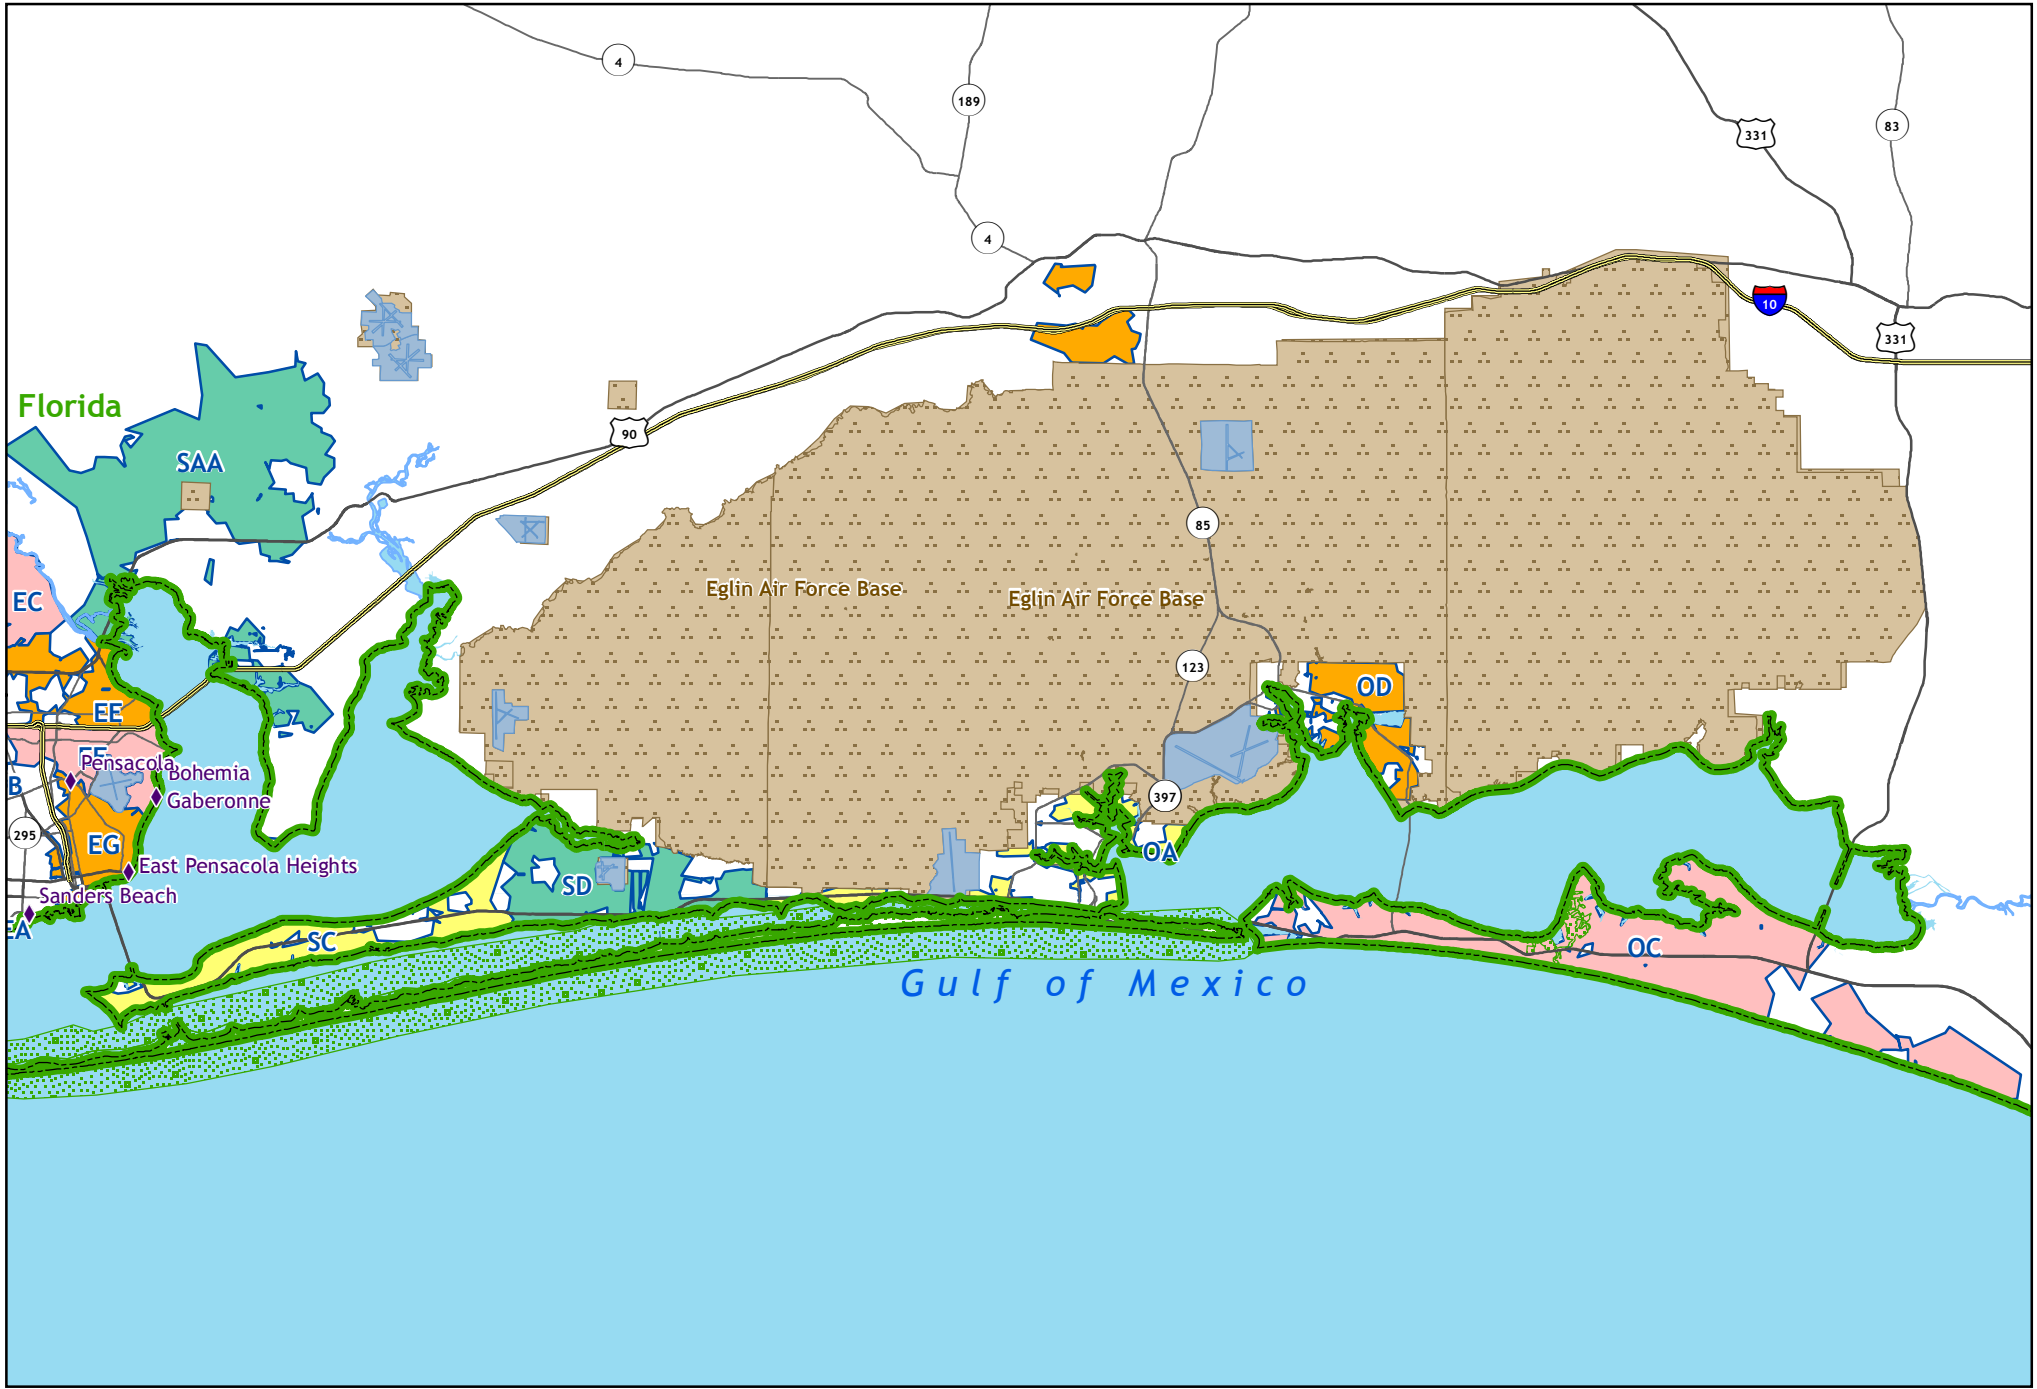 4
189
331
83
4
10
331
Florida
90
SAA
85
Eglin Air Force Base
Eglin Air Force Base
EC
123
OD
EE
EF
Pensacola
Bohemia
B
Gaberonne
397
295
EG
OA
East Pensacola Heights
SD
Sanders Beach
EA
SC
OC
Gulf of Mexico